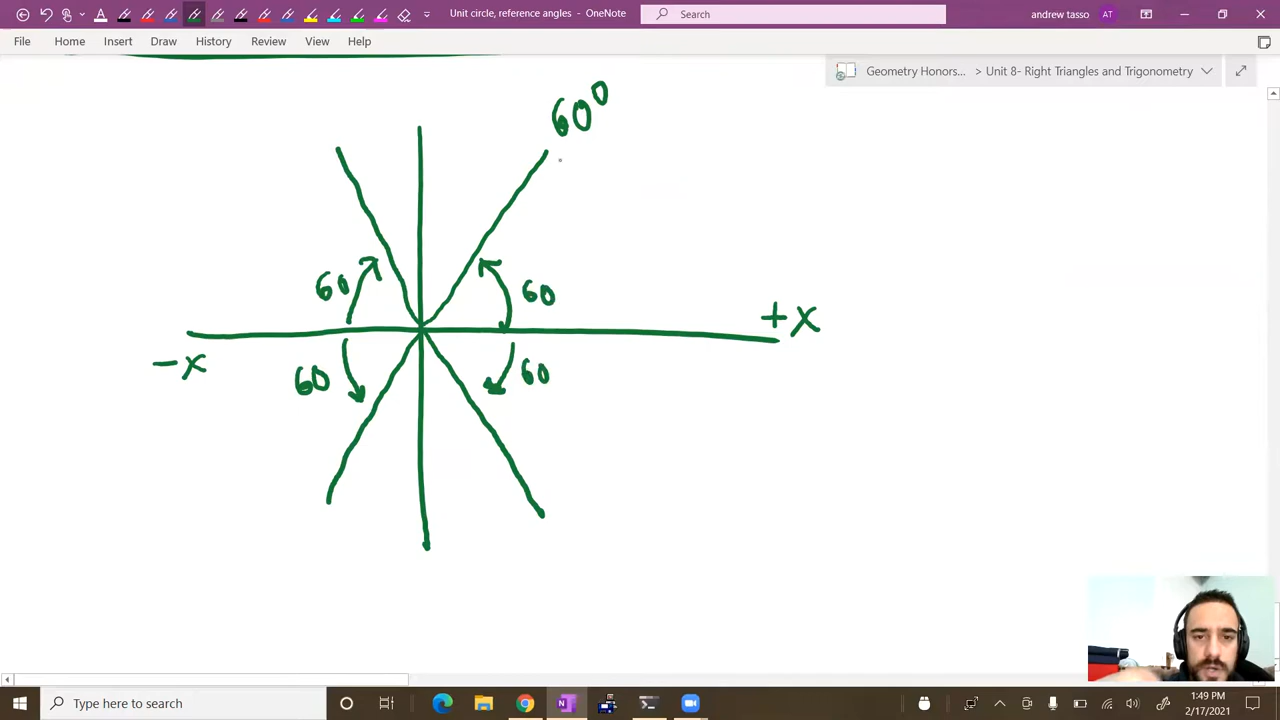 Unit circle, reference angles - OneNote
Search
andrew tasso
AT
File Home Insert Draw History Review View Help
Geometry Honors... > Unit 8- Right Triangles and Trigonometry
60°
60
60
+X
-X
60
60
Type here to search
1:49 PM
2/17/2021